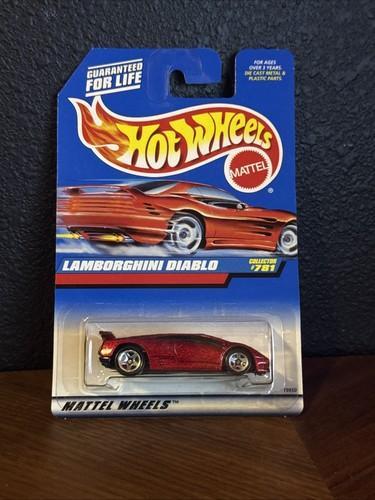 GUARANTEED
FOR LIFE
FOR AGES
OVER 3 YEARS.
DIE CAST METAL &
PLASTIC PARTS.
HOT WHEELS
MATTEL
®
LAMBORGHINI DIABLO
COLLECTOR
#781
MATTEL WHEELS™